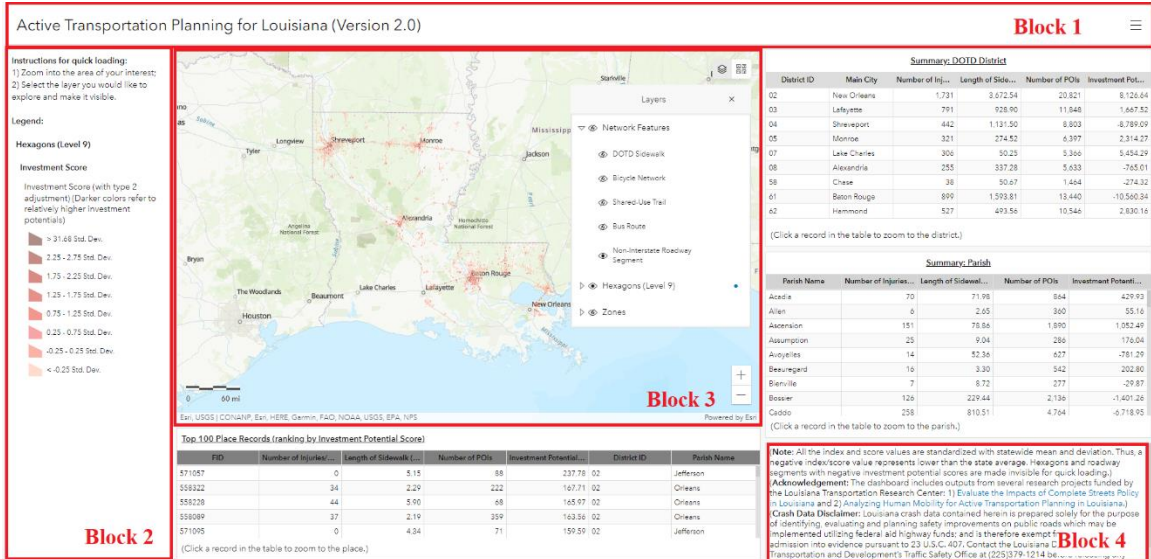 Active Transportation Planning for Louisiana (Version 2.0)
Block 1
Instructions for quick loading:
1) Zoom into the area of your interest;
2) Select the layer you would like to
explore and make it visible.
Legend:
Hexagons (Level 9)
Investment Score
Investment Score (with type 2
adjustment) (Darker colors refer to
relatively higher investment
potentials)
> 31.68 Std. Dev.
2.25 - 2.75 Std. Dev.
1.75 - 2.25 Std. Dev.
1.25 - 1.75 Std. Dev.
0.75 - 1.25 Std. Dev.
0.25 - 0.75 Std. Dev.
-0.25 - 0.25 Std. Dev.
< -0.25 Std. Dev.
Block 2
Starkville
Longview
Shreveport
Monroe
Mississipp
Tyler
Jackson
Alexandria
Homochitto
National Forest
Angelina
National Forest
Bryan
Baton Rouge
The Woodlands
Beaumont
Lake Charles
Lafayette
New Orleans
Houston
Layers
Network Features
DOTD Sidewalk
Bicycle Network
Shared-Use Trail
Bus Route
Non-Interstate Roadway
Segment
Hexagons (Level 9)
Zones
0 60 mi
Block 3
Esri, USGS | CONANP, Esri, HERE, Garmin, FAO, NOAA, USGS, EPA, NPS
Powered by Esri
Top 100 Place Records (ranking by Investment Potential Score)
FID Number of Injuries/... Length of Sidewalk (... Number of POIs Investment Potential... District ID Parish Name
571057 0 5.15 88 237.78 02 Jefferson
558322 34 2.29 222 167.71 02 Orleans
558228 44 5.90 68 165.97 02 Orleans
558089 37 2.19 359 163.56 02 Orleans
571095 0 4.34 71 159.59 02 Jefferson
(Click a record in the table to zoom to the place.)
Summary: DOTD District
District ID Main City Number of Inj... Length of Side... Number of POIs Investment Pot...
02 New Orleans 1,731 3,672.54 20,821 8,126.64
03 Lafayette 791 928.90 11,848 1,667.52
04 Shreveport 442 1,131.50 8,803 -8,789.09
05 Monroe 321 274.52 6,397 2,314.27
07 Lake Charles 306 50.25 5,366 5,454.29
08 Alexandria 255 337.28 5,633 -765.01
58 Chase 38 50.67 1,464 -274.32
61 Baton Rouge 899 1,593.81 13,440 -10,560.34
62 Hammond 527 493.56 10,546 2,830.16
(Click a record in the table to zoom to the district.)
Summary: Parish
Parish Name Number of Injuries... Length of Sidewal... Number of POIs Investment Potenti...
Acadia 70 71.98 864 429.93
Allen 6 2.65 360 55.16
Ascension 151 78.86 1,890 1,052.49
Assumption 25 9.04 286 176.04
Avoyelles 14 52.36 627 -781.29
Beauregard 16 3.30 542 202.80
Bienville 7 8.72 277 -29.87
Bossier 126 229.44 2,136 -1,401.26
Caddo 258 810.51 4,764 -6,718.95
(Click a record in the table to zoom to the parish.)
(Note: All the index and score values are standardized with statewide mean and deviation. Thus, a
negative index/score value represents lower than the state average. Hexagons and roadway
segments with negative investment potential scores are made invisible for quick loading.)
(Acknowledgement: The dashboard includes outputs from several research projects funded by
the Louisiana Transportation Research Center: 1) Evaluate the Impacts of Complete Streets Policy
in Louisiana and 2) Analyzing Human Mobility for Active Transportation Planning in Louisiana.)
(Crash Data Disclaimer: Louisiana crash data contained herein is prepared solely for the purpose
of identifying, evaluating and planning safety improvements on public roads which may be
implemented utilizing federal aid highway funds; and is therefore exempt
admission into evidence pursuant to 23 U.S.C. 407. Contact the Louisiana
Transportation and Development's Traffic Safety Office at (225)379-1214
Block 4